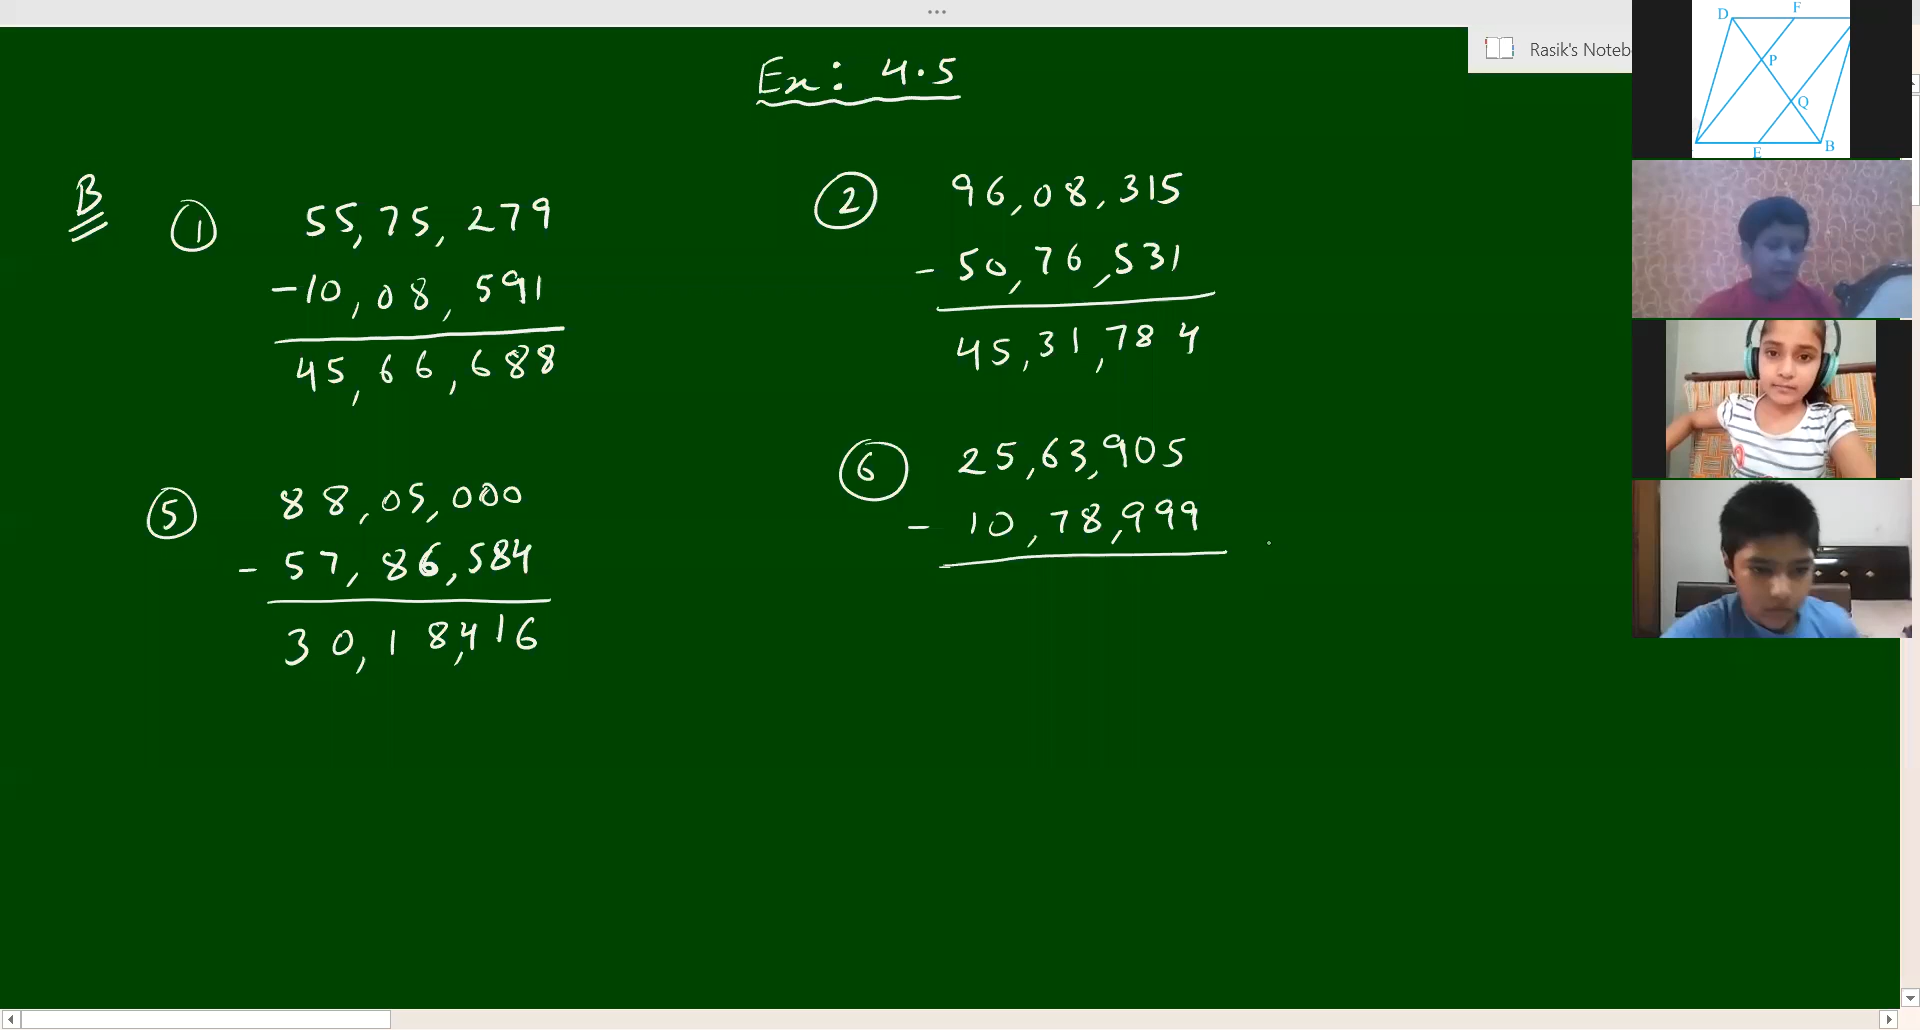 Ex: 4.5
Rasik's Noteb
B
① 55,75,279
-10,08,591
45,66,688
② 96,08,315
- 50,76,531
45,31,784
⑤ 88,05,000
- 57,86,584
30,18,416
⑥ 25,63,905
- 10,78,999
D F
P
Q
E B